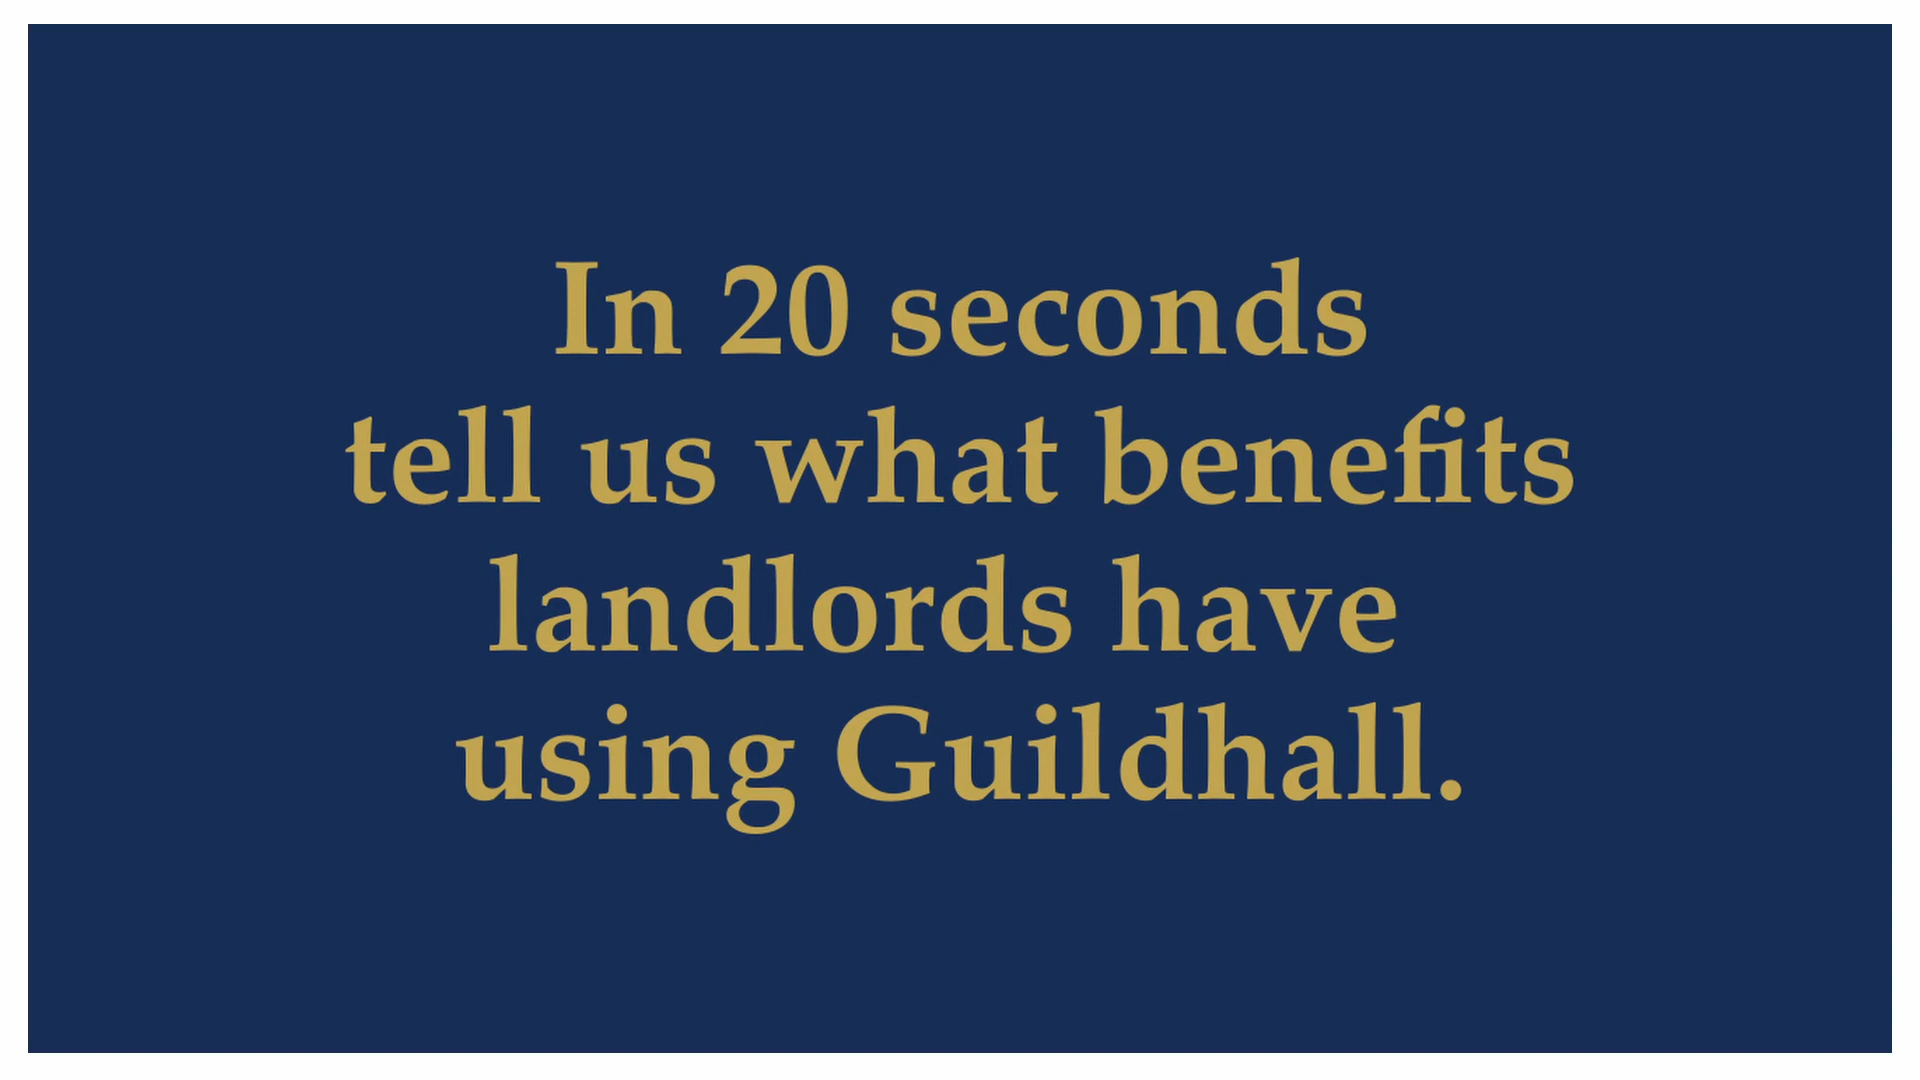 In 20 seconds
tell us what benefits
landlords have
using Guildhall.